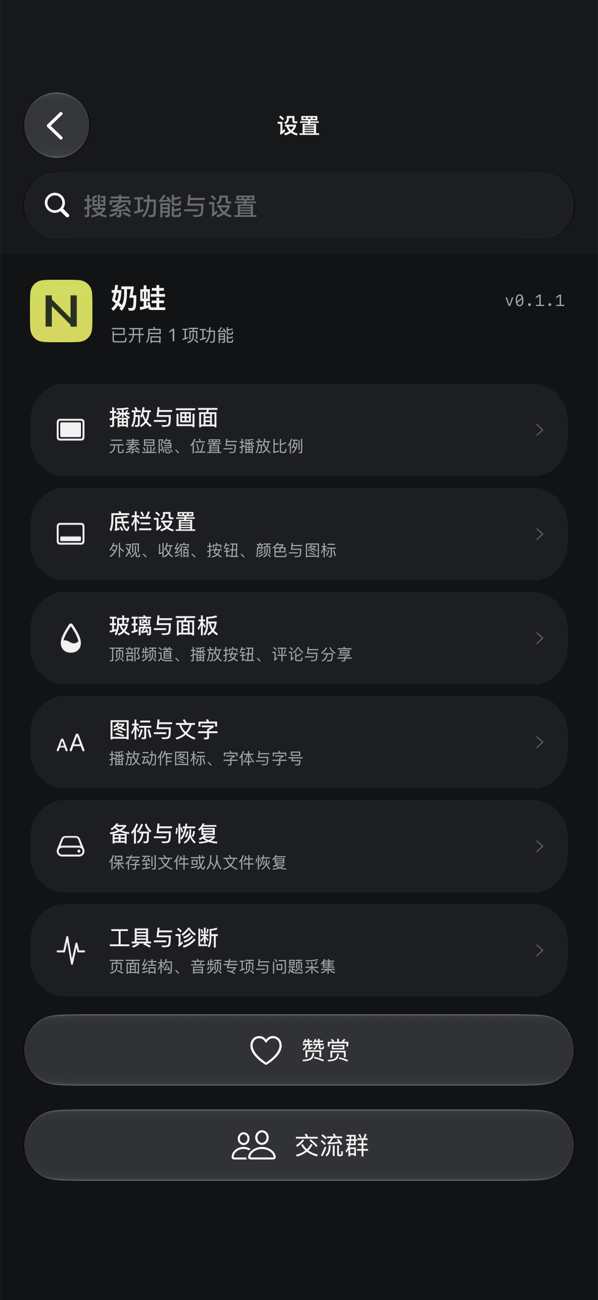 设置
搜索功能与设置
N
奶蛙
v0.1.1
已开启 1 项功能
播放与画面
元素显隐、位置与播放比例
底栏设置
外观、收缩、按钮、颜色与图标
玻璃与面板
顶部频道、播放按钮、评论与分享
AA
图标与文字
播放动作图标、字体与字号
备份与恢复
保存到文件或从文件恢复
工具与诊断
页面结构、音频专项与问题采集
赞赏
交流群